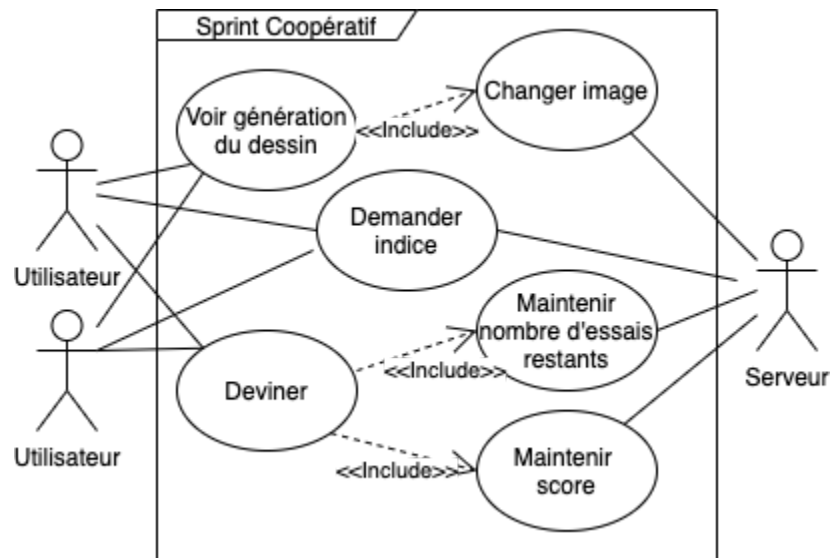 Sprint Coopératif
Voir génération
du dessin
<<Include>>
Changer image
Utilisateur
Demander
indice
Utilisateur
Deviner
<<Include>>
Maintenir
nombre d'essais
restants
<<Include>>
Maintenir
score
Serveur